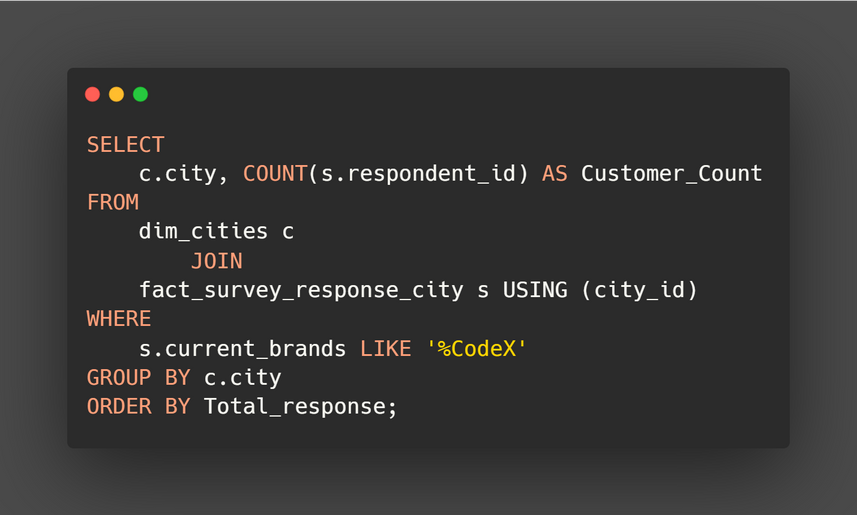 SELECT
    c.city, COUNT(s.respondent_id) AS Customer_Count
FROM
    dim_cities c
        JOIN
    fact_survey_response_city s USING (city_id)
WHERE
    s.current_brands LIKE '%CodeX'
GROUP BY c.city
ORDER BY Total_response;